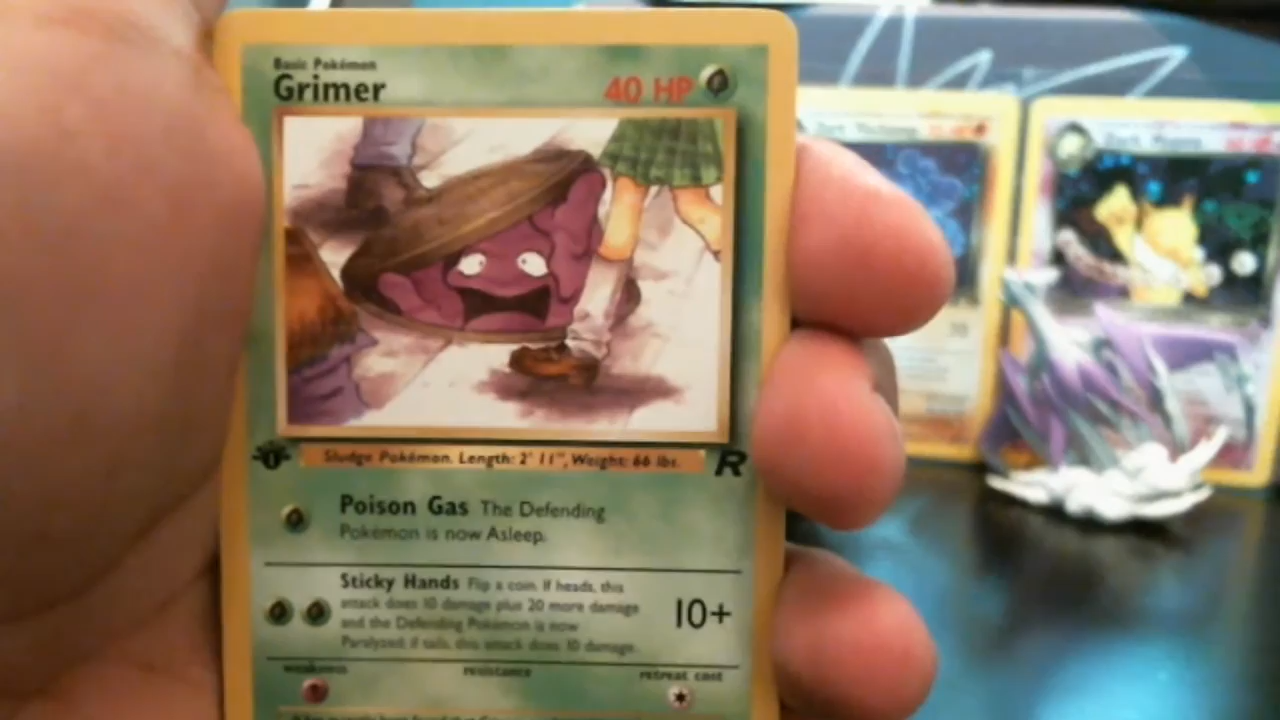 Basic Pokémon
Grimer
40 HP
Sludge Pokémon. Length: 2' 11", Weight: 66 lbs.
R
Poison Gas The Defending
Pokémon is now Asleep.
Sticky Hands Flip a coin. If heads, this
attack does 10 damage plus 20 more damage
and the Defending Pokémon is now
Paralyzed; if tails, this attack does 10 damage.
10+
weakness
resistance
retreat cost